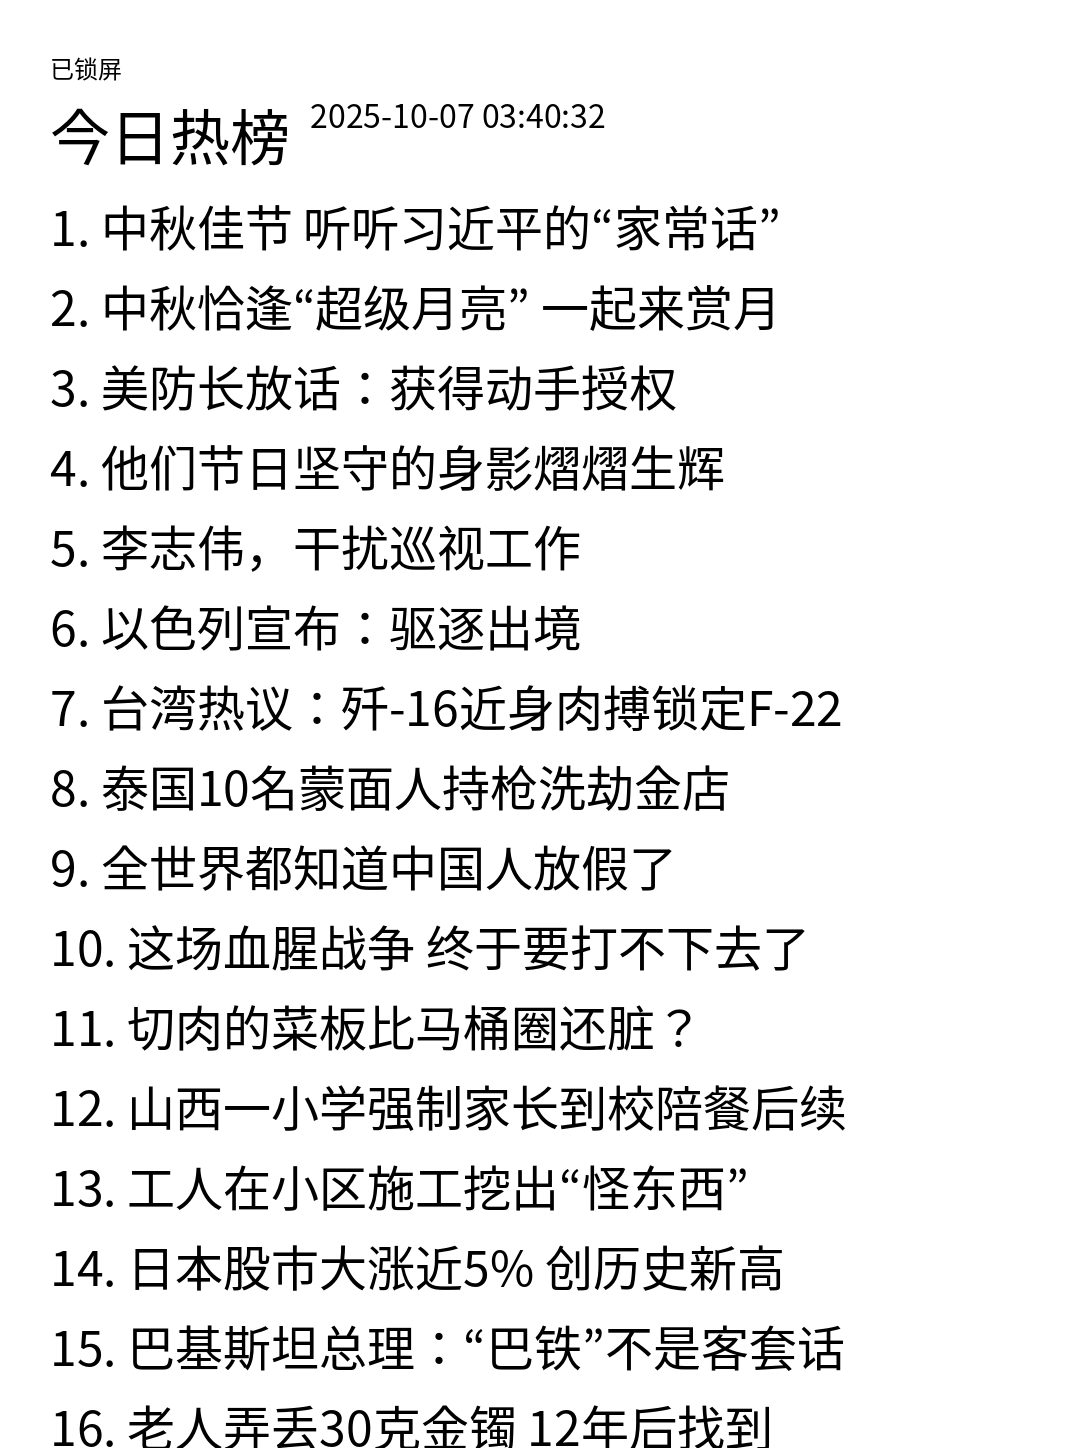 已锁屏
今日热榜 2025-10-07 03:40:32
1. 中秋佳节 听听习近平的“家常话”
2. 中秋恰逢“超级月亮” 一起来赏月
3. 美防长放话：获得动手授权
4. 他们节日坚守的身影熠熠生辉
5. 李志伟，干扰巡视工作
6. 以色列宣布：驱逐出境
7. 台湾热议：歼-16近身肉搏锁定F-22
8. 泰国10名蒙面人持枪洗劫金店
9. 全世界都知道中国人放假了
10. 这场血腥战争 终于要打不下去了
11. 切肉的菜板比马桶圈还脏？
12. 山西一小学强制家长到校陪餐后续
13. 工人在小区施工挖出“怪东西”
14. 日本股市大涨近5% 创历史新高
15. 巴基斯坦总理：“巴铁”不是客套话
16. 老人弄丢30克金镯 12年后找到